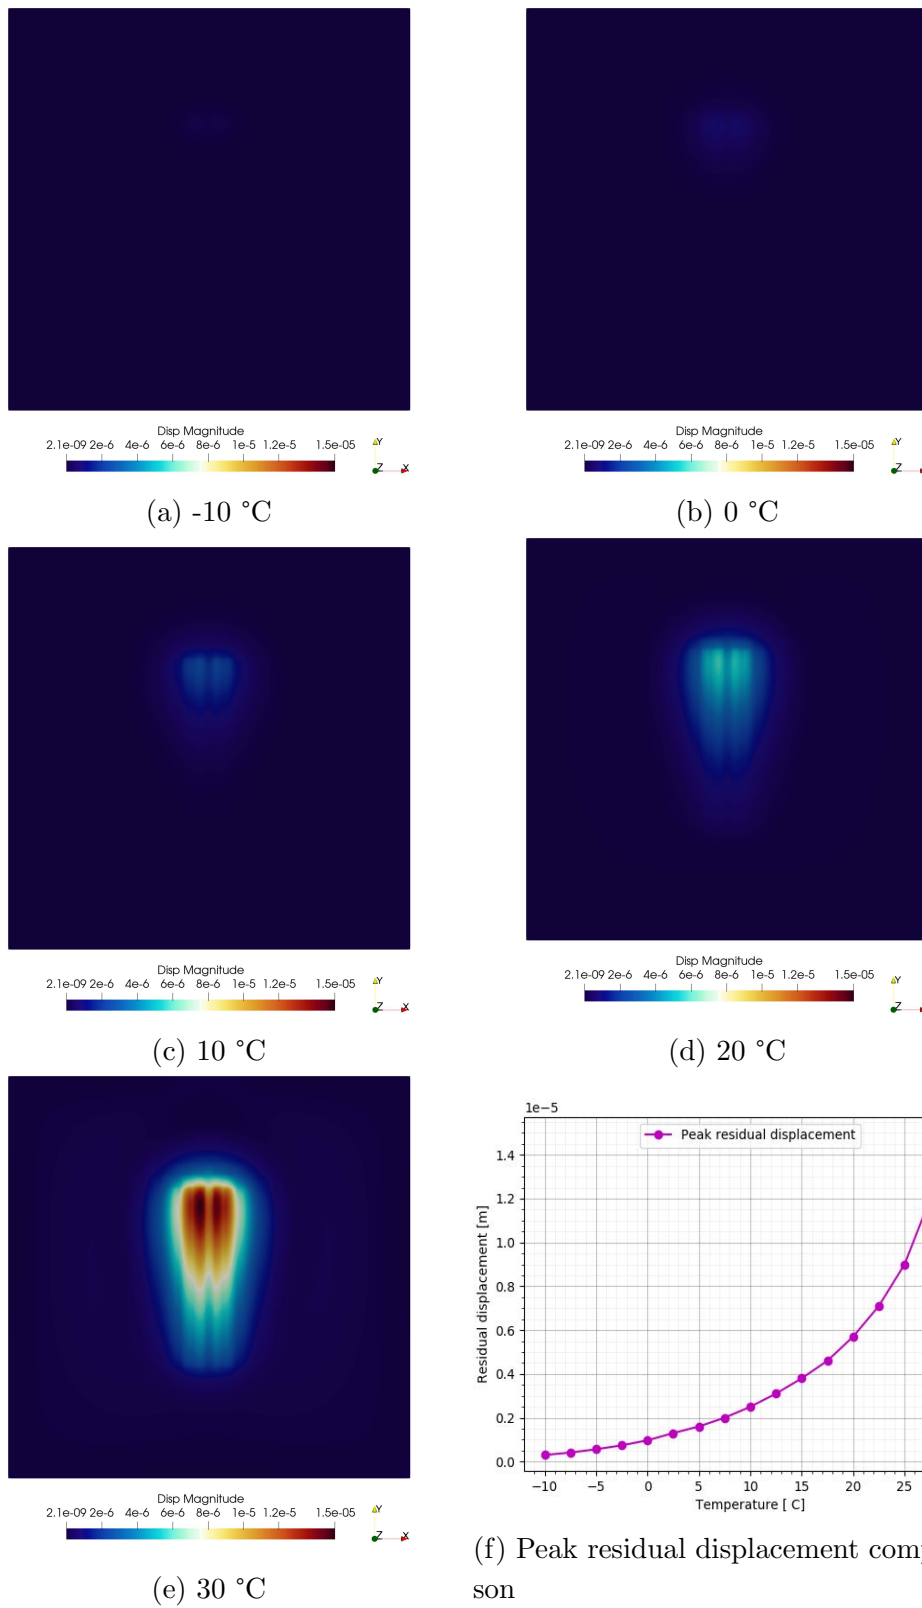 Disp Magnitude
2.1e-09 2e-6 4e-6 6e-6 8e-6 1e-5 1.2e-5 1.5e-05
Y
Z X
(a) -10 °C
Disp Magnitude
2.1e-09 2e-6 4e-6 6e-6 8e-6 1e-5 1.2e-5 1.5e-05
Y
Z
(b) 0 °C
Disp Magnitude
2.1e-09 2e-6 4e-6 6e-6 8e-6 1e-5 1.2e-5 1.5e-05
Y
Z X
(c) 10 °C
Disp Magnitude
2.1e-09 2e-6 4e-6 6e-6 8e-6 1e-5 1.2e-5 1.5e-05
Y
Z
(d) 20 °C
Disp Magnitude
2.1e-09 2e-6 4e-6 6e-6 8e-6 1e-5 1.2e-5 1.5e-05
Y
Z X
(e) 30 °C
1e−5
Peak residual displacement
1.4
1.2
1.0
0.8
0.6
0.4
0.2
0.0
Residual displacement [m]
−10 −5 0 5 10 15 20 25
Temperature [ C]
(f) Peak residual displacement comp
son